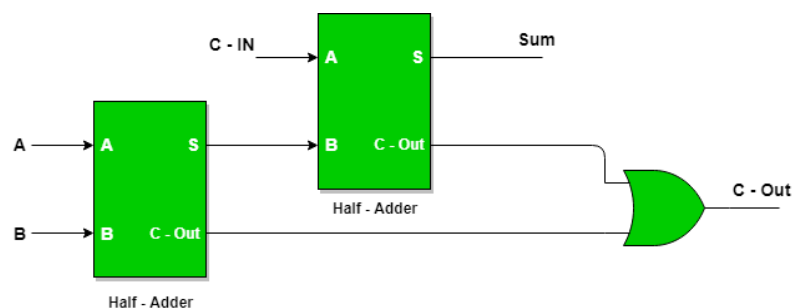 C - IN
A
S
Sum
A
A
S
B
C - Out
C - Out
B
B
C - Out
Half - Adder
Half - Adder